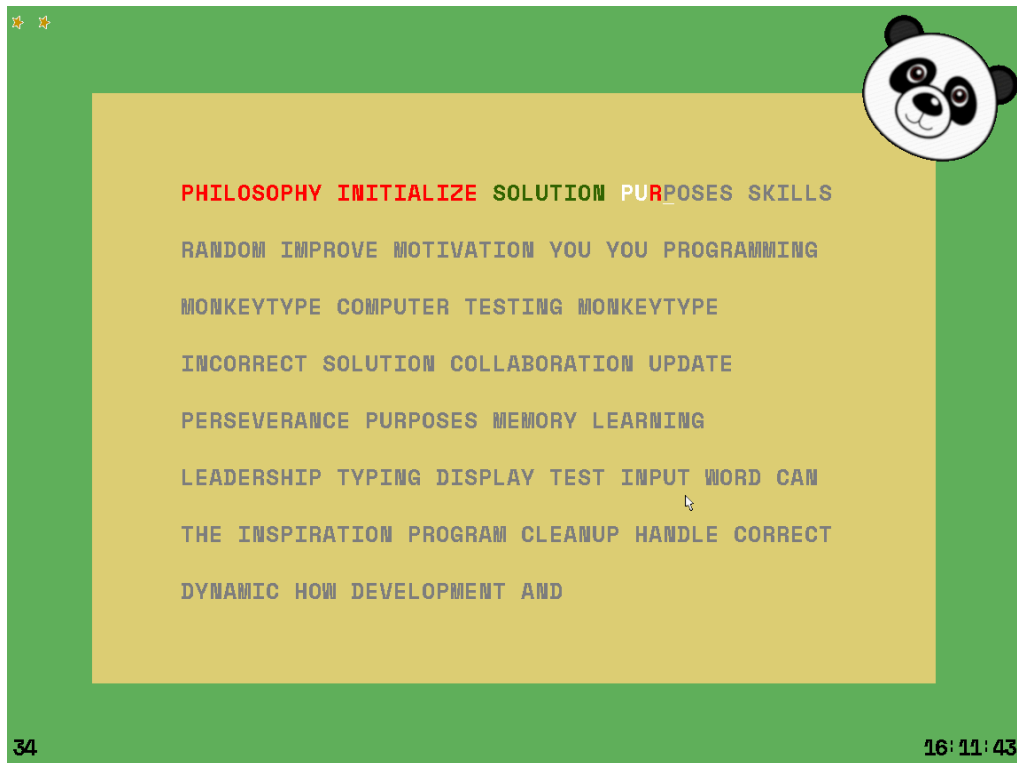 PHILOSOPHY INITIALIZE SOLUTION PURPOSES SKILLS
RANDOM IMPROVE MOTIVATION YOU YOU PROGRAMMING
MONKEYTYPE COMPUTER TESTING MONKEYTYPE
INCORRECT SOLUTION COLLABORATION UPDATE
PERSEVERANCE PURPOSES MEMORY LEARNING
LEADERSHIP TYPING DISPLAY TEST INPUT WORD CAN
THE INSPIRATION PROGRAM CLEANUP HANDLE CORRECT
DYNAMIC HOW DEVELOPMENT AND
34
16:11:43